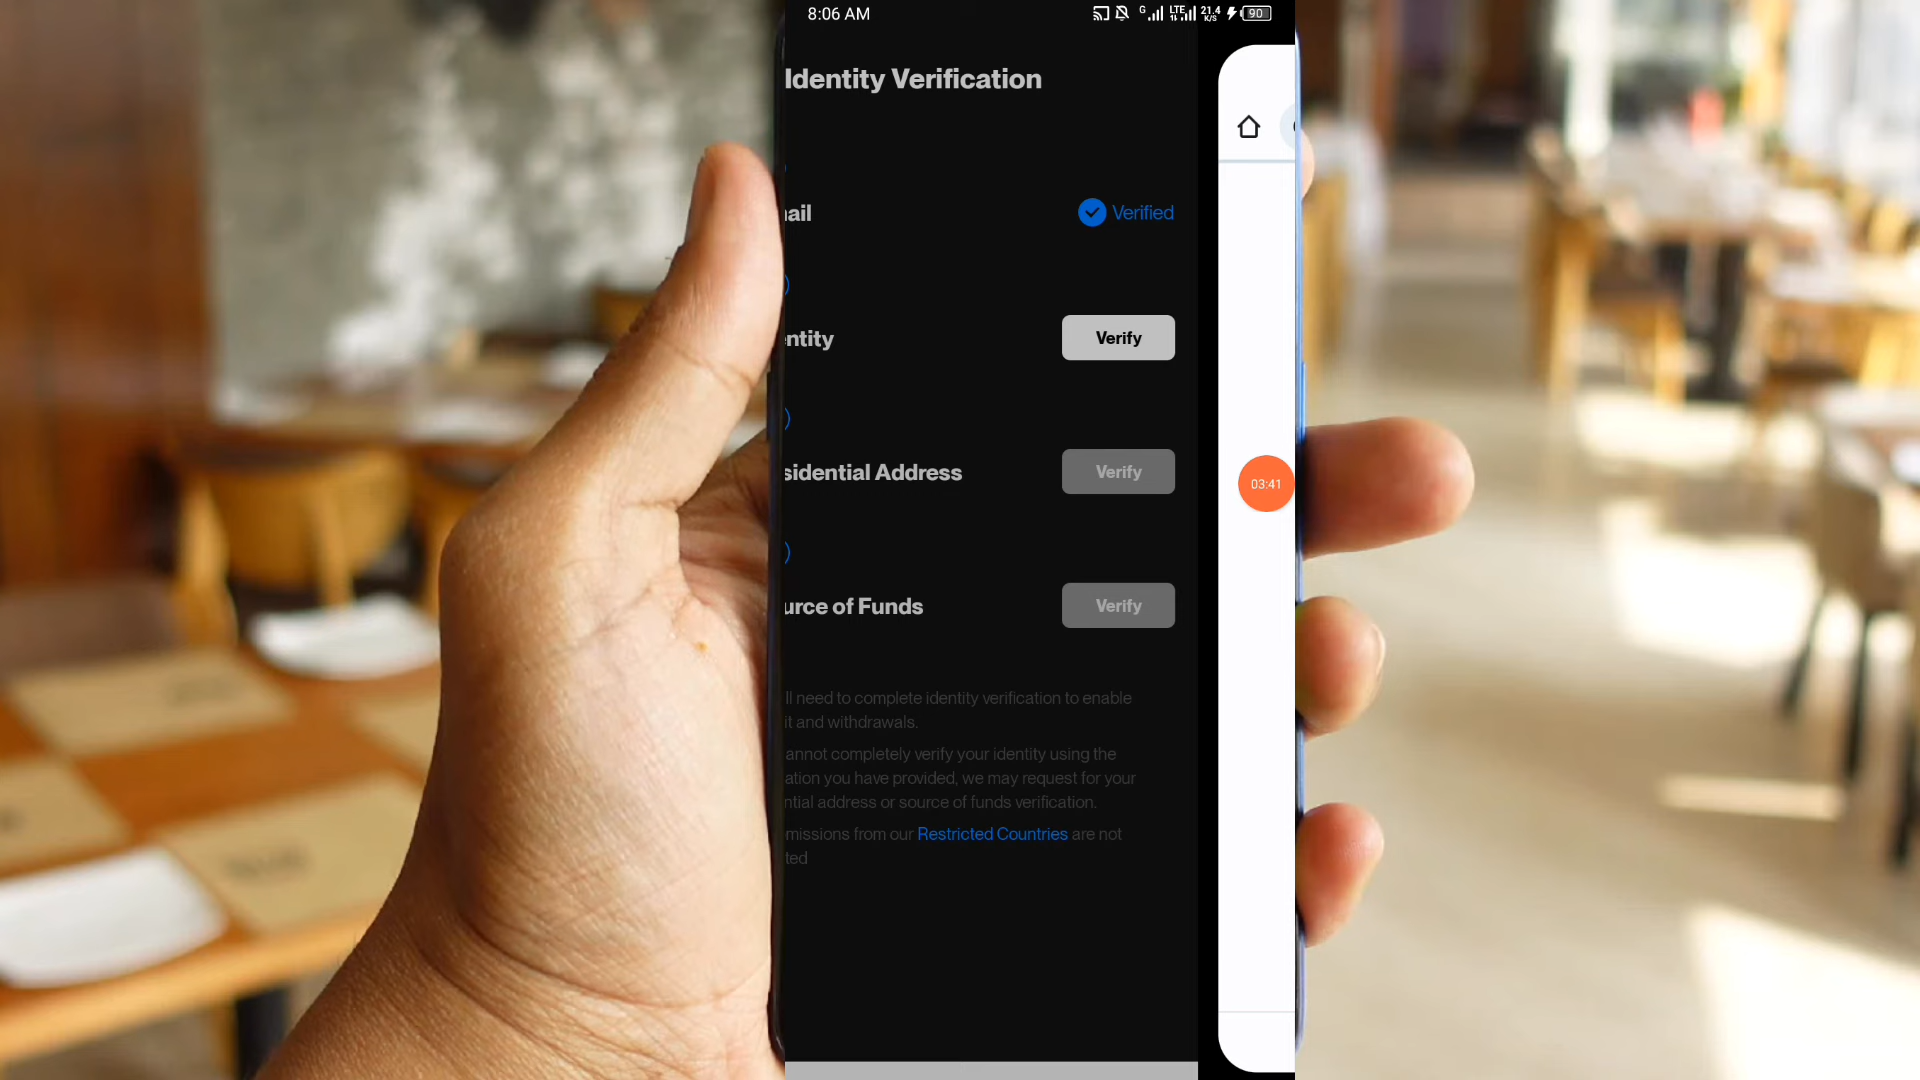 8:06 AM
G LTE 21.4 K/S 90
Identity Verification
ail
Verified
ntity
Verify
sidential Address
Verify
03:41
urce of Funds
Verify
ll need to complete identity verification to enable
it and withdrawals.
annot completely verify your identity using the
ation you have provided, we may request for your
ntial address or source of funds verification.
missions from our Restricted Countries are not
ted